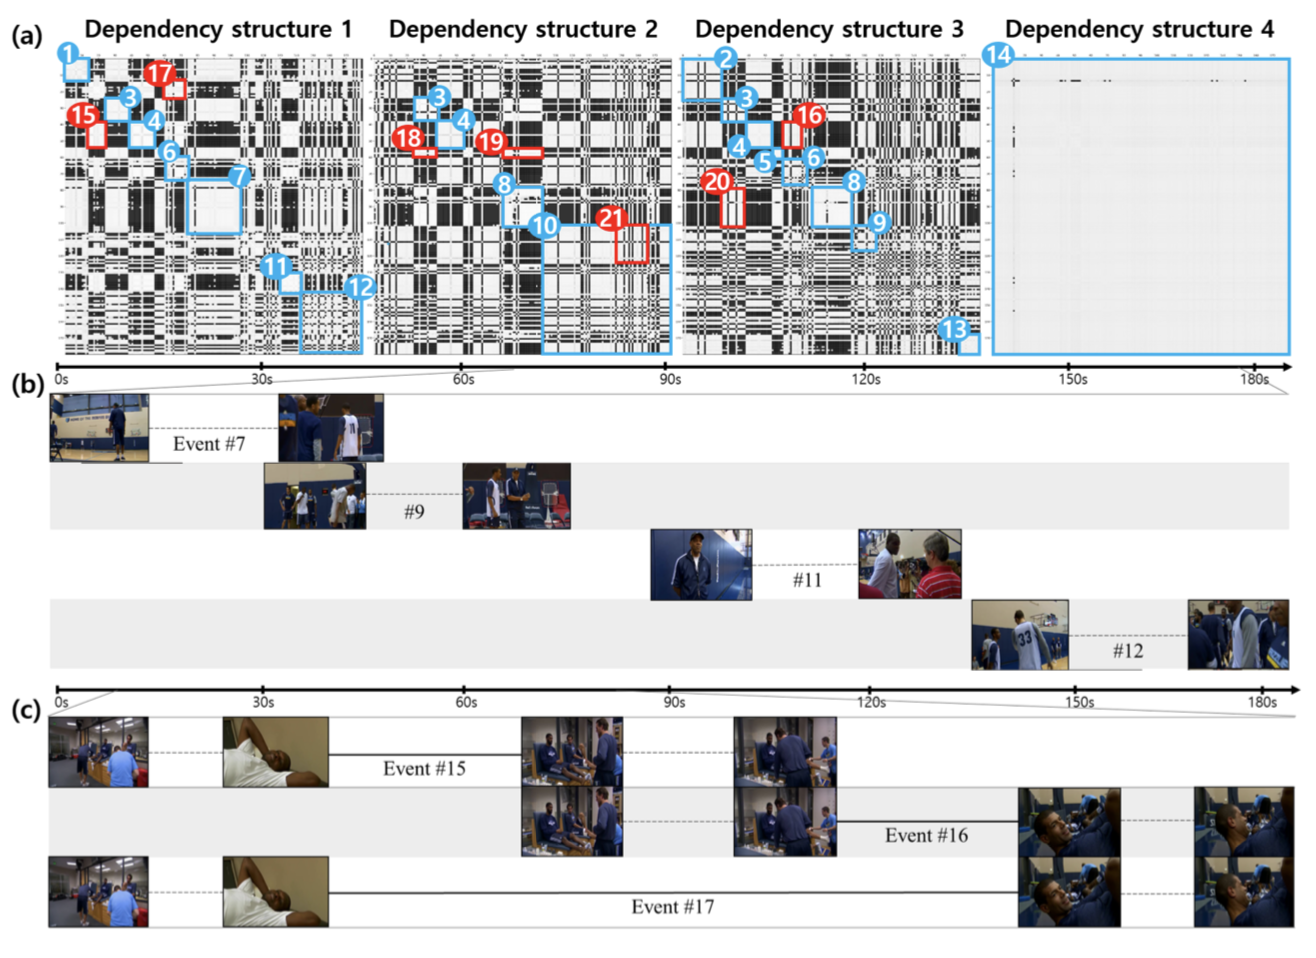 (a)
Dependency structure 1
Dependency structure 2
Dependency structure 3
Dependency structure 4
1
17
3
15
4
6
7
11
12
3
4
18
19
8
10
21
2
3
16
4
5
6
20
8
9
13
14
0s 30s 60s 90s 120s 150s 180s
(b)
Event #7
11
#9
#11
33
#12
0s 30s 60s 90s 120s 150s 180s
(c)
Event #15
Event #16
Event #17